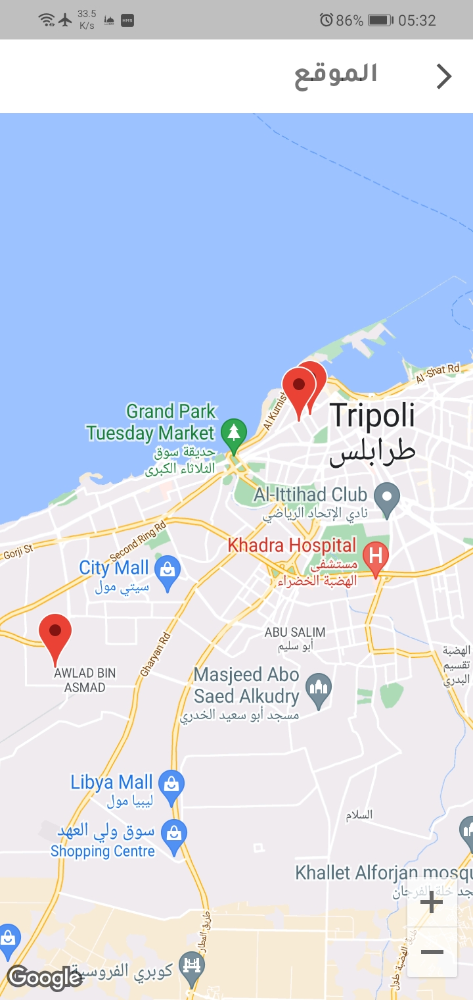 33.5
K/s
HMS
86%
05:32
الموقع
Al-Shat Rd
Al Kurnish
Grand Park
Tuesday Market
حديقة سوق
الثلاثاء الكبرى
Tripoli
طرابلس
Al-Ittihad Club
نادي الإتحاد الرياضي
Gorji St
Second Ring Rd
Khadra Hospital
مستشفى
الهضبة الخضراء
H
City Mall
سيتي مول
ABU SALIM
أبو سليم
Gharyan Rd
الهضبة
تقسيم
البدري
AWLAD BIN
ASMAD
Masjeed Abo
Saed Alkudry
مسجد أبو سعيد الخدري
Libya Mall
ليبيا مول
السلام
سوق ولي العهد
Shopping Centre
Khallet Alforjan
خلة الفرجان
+
−
طريق المطار
طريق الهضبة طول
كوبري الفروسية
Google